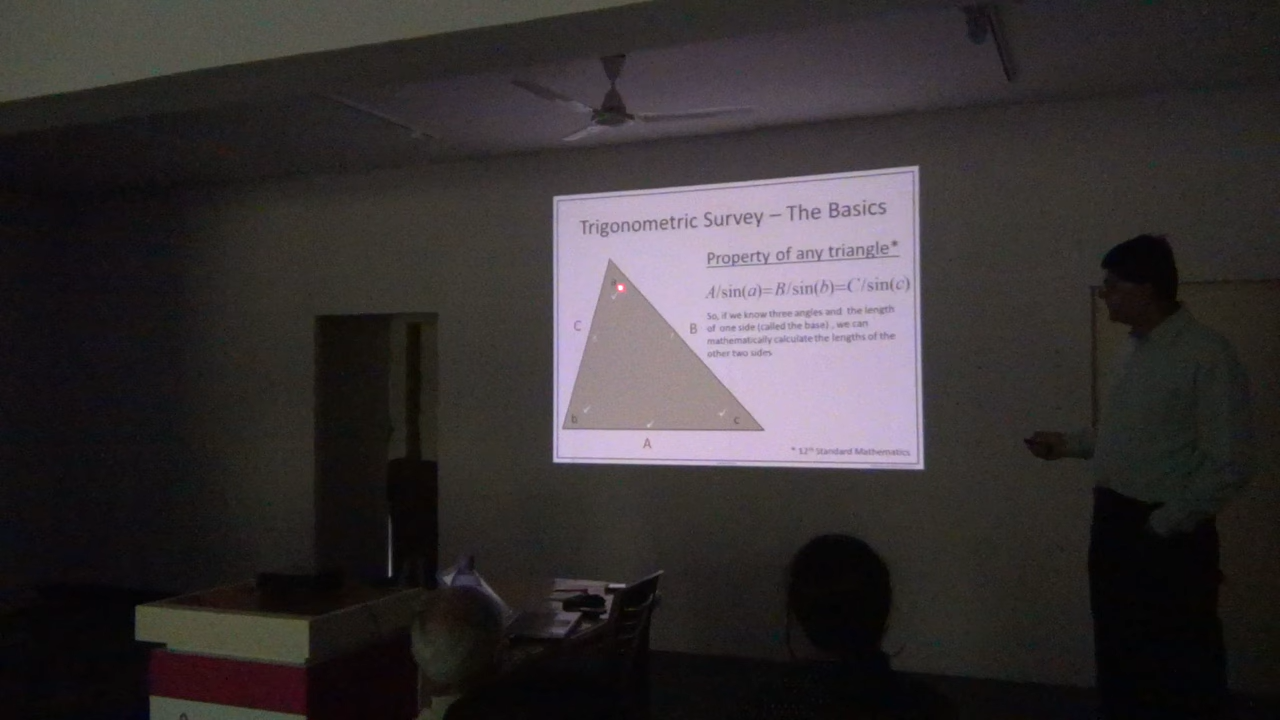 Trigonometric Survey – The Basics
Property of any triangle*
A/sin(a)=B/sin(b)=C/sin(c)
So, if we know three angles and the length
of one side (called the base) , we can
mathematically calculate the lengths of the
other two sides
a
C
B
b
c
A
* 12th Standard Mathematics